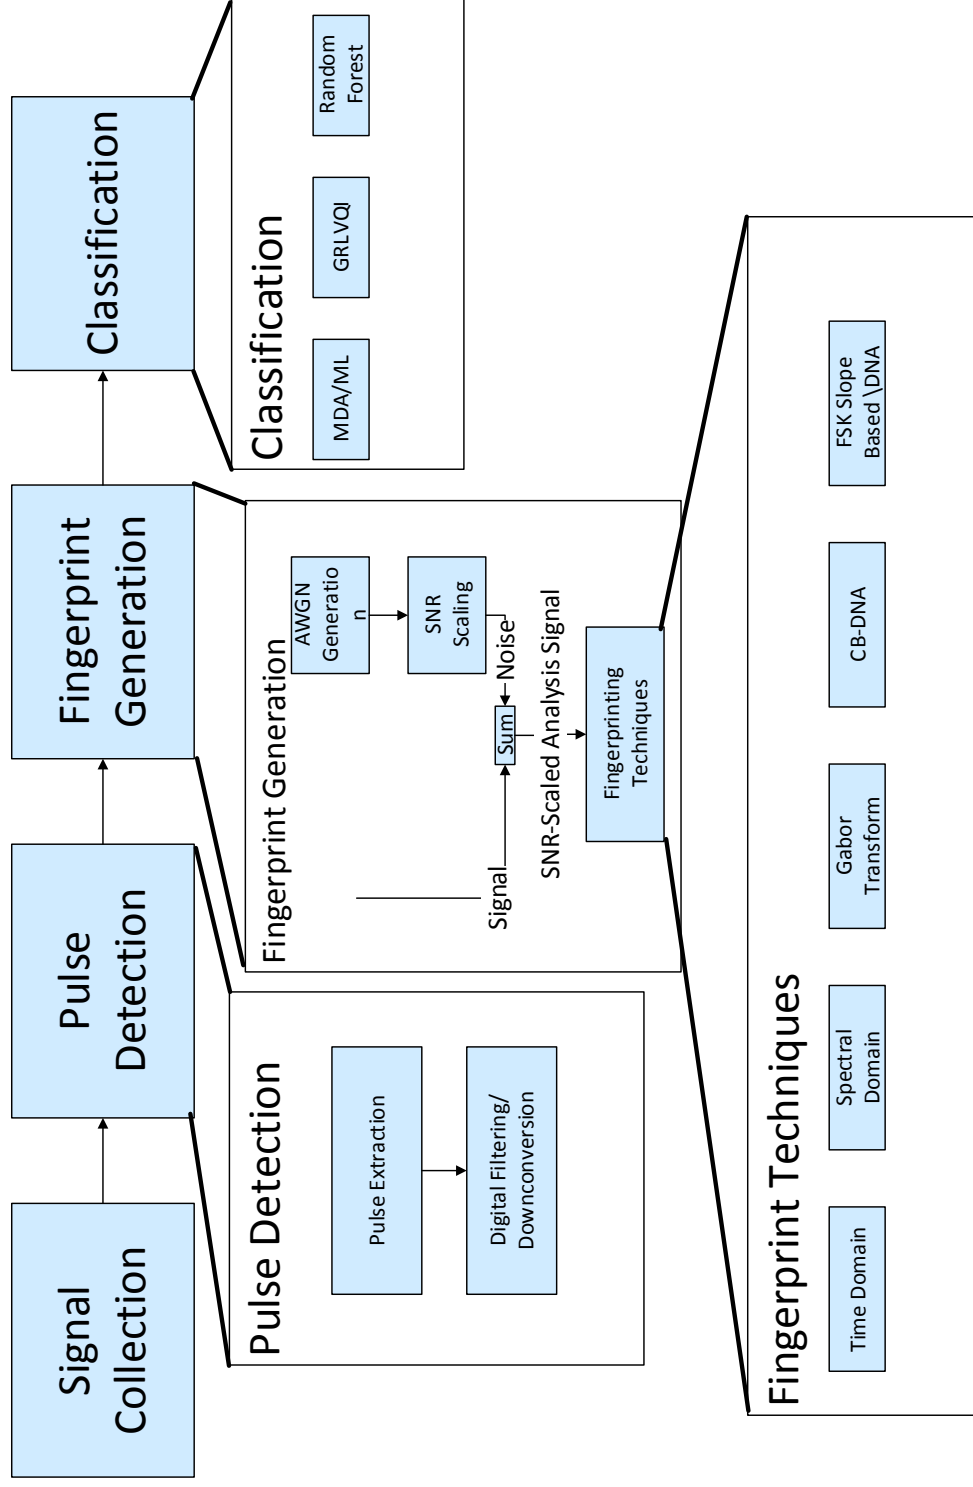 Signal
Collection
Pulse
Detection
Fingerprint
Generation
Classification
Pulse Detection
Pulse Extraction
Digital Filtering/
Downconversion
Fingerprint Generation
AWGN
Generatio
n
SNR
Scaling
Signal
Sum
Noise
SNR-Scaled Analysis Signal
Fingerprinting
Techniques
Classification
MDA/ML
GRLVQI
Random
Forest
Fingerprint Techniques
Time Domain
Spectral
Domain
Gabor
Transform
CB-DNA
FSK Slope
Based \DNA